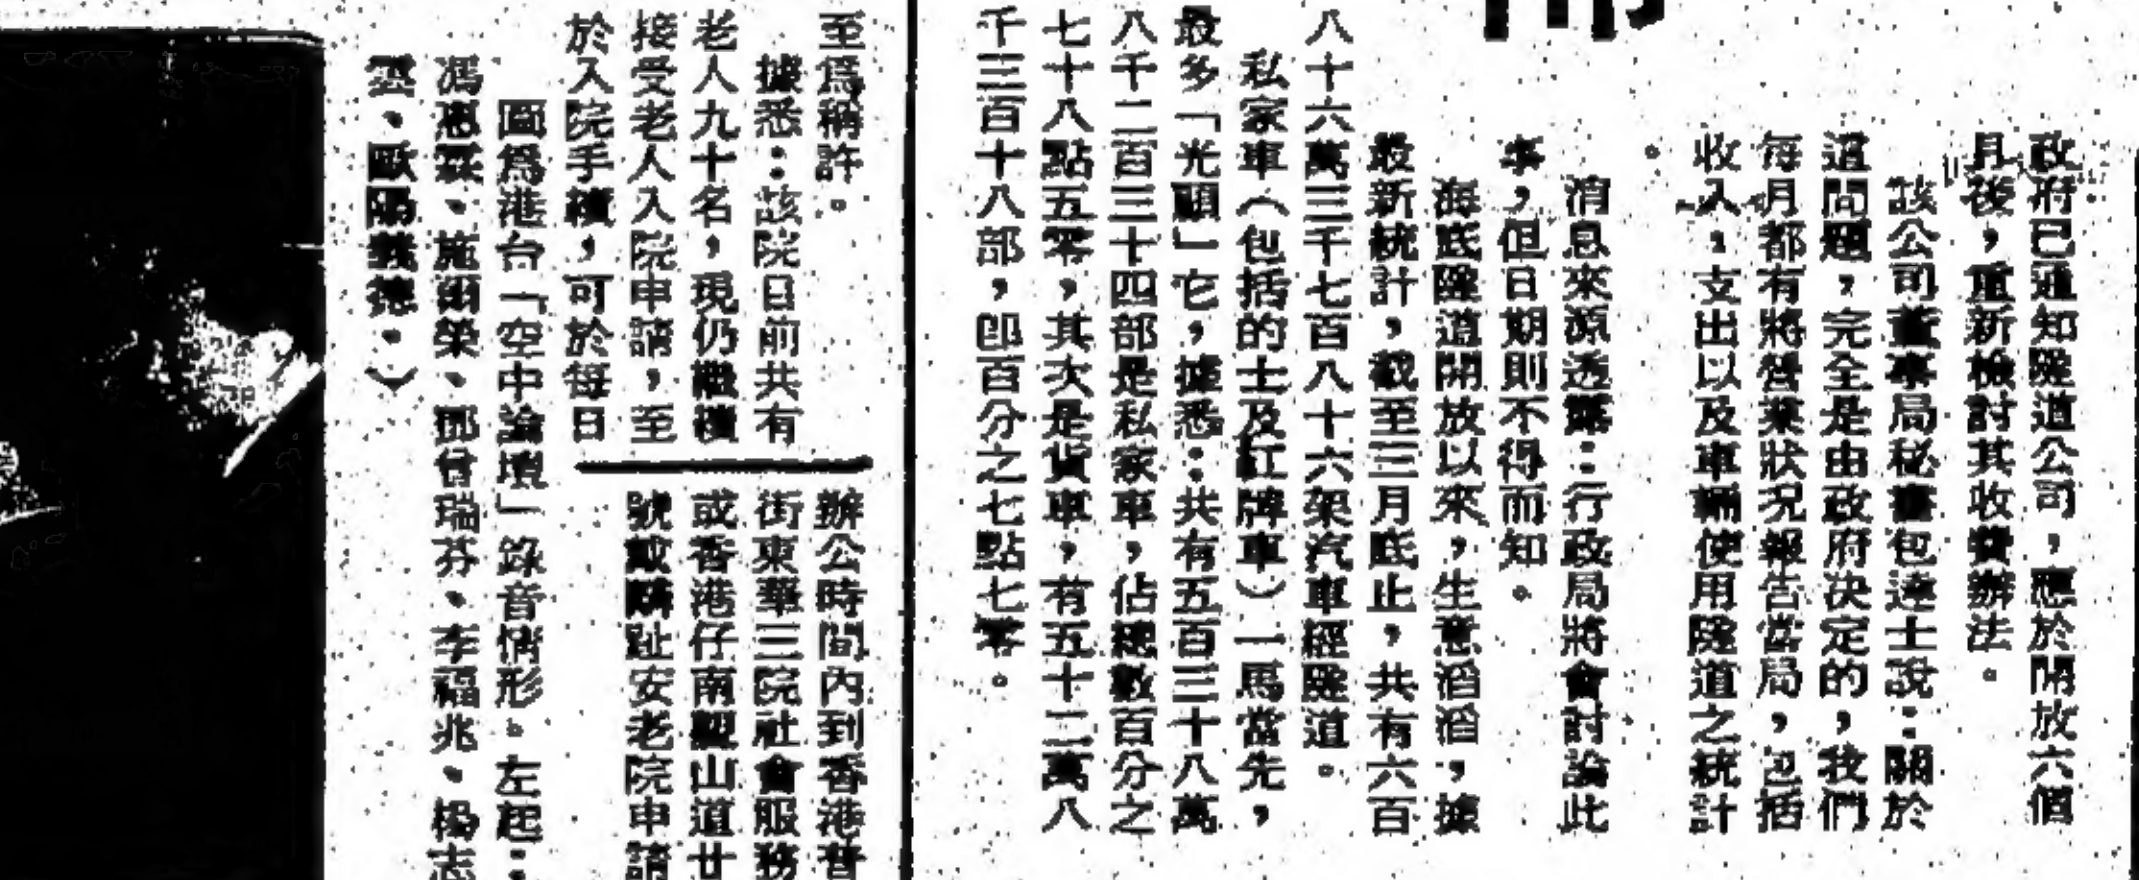 政府已通知隧道公司，應於開放六個
月後，重新檢討其收費辦法。
該公司董事局秘書包達士說：關於
這問題，完全是由政府決定的，我們
每月都有將營業狀況報告當局，包括
收入，支出以及車輛使用隧道之統計
。
消息來源透露：行政局將會討論此
事，但日期則不得而知。
海底隧道開放以來，生意滔滔，據
最新統計，截至三月底止，共有六百
八十六萬三千七百八十六架汽車經隧道。
私家車（包括的士及紅牌車）一馬當先，
最多「光顧」它，據悉：共有五百三十八萬
八千二百三十四部是私家車，佔總數百分之
七十八點五零，其次是貨車，有五十二萬八
千三百十八部，即百分之七點七零。
至爲稱許。
據悉：該院日前共有
老人九十名，現仍繼續
接受老人入院申請，至
於入院手續，可於每日
辦公時間內到香港普
街東華三院社會服務
或香港仔南朗山道廿
號戴麟趾安老院申請
圖爲港台「空中論壇」錄音情形。左起：
馮惠森、施爾榮、鄧曾瑞芬、李福兆、楊志
雲、歐陽義德。）